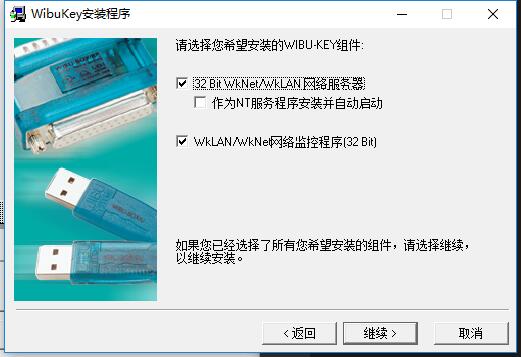 WibuKey安装程序
请选择您希望安装的WIBU-KEY组件:
32 Bit WkNet/WkLAN 网络服务器
作为NT服务程序安装并自动启动
WkLAN/WkNet网络监控程序(32 Bit)
如果您已经选择了所有您希望安装的组件，请选择继续，
以继续安装。
< 返回
继续 >
取消